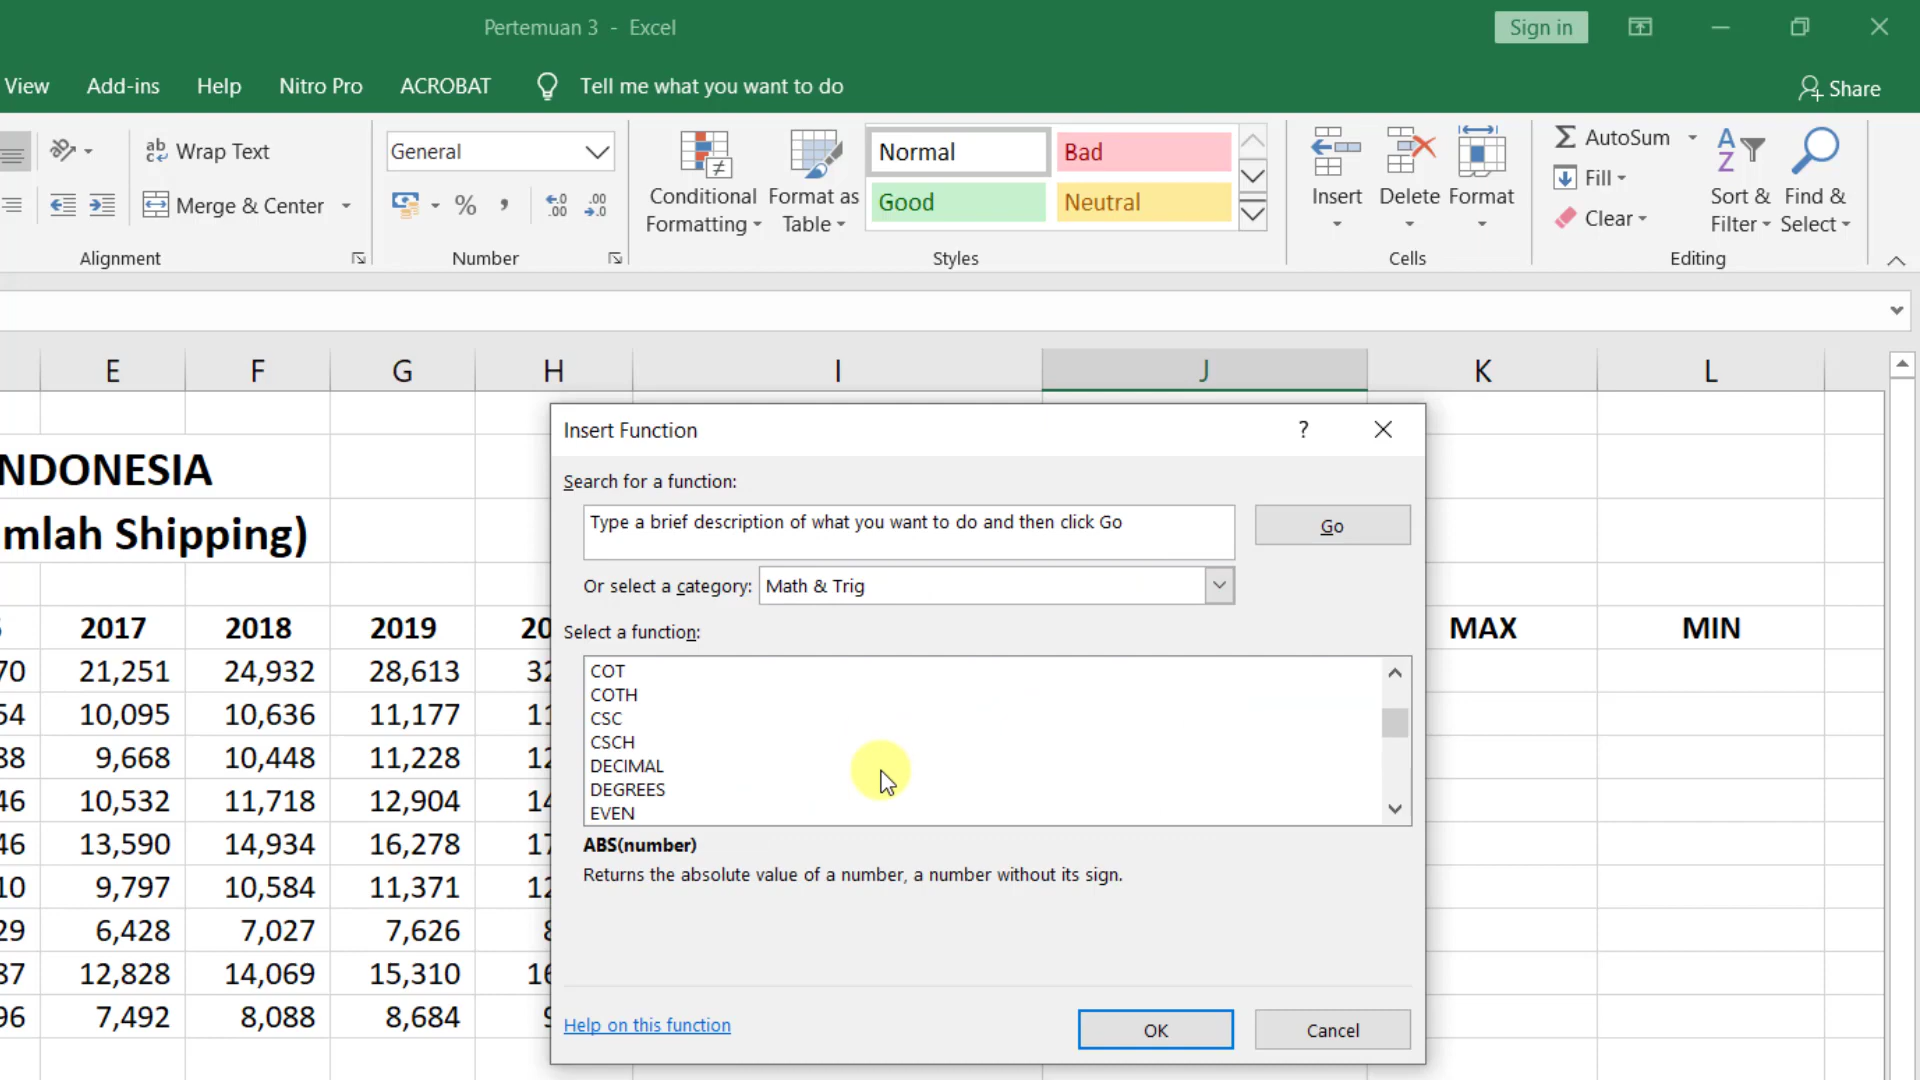 Pertemuan 3 - Excel
Sign in
View Add-ins Help Nitro Pro ACROBAT Tell me what you want to do
Share
Wrap Text
Merge & Center
Alignment
General
% ,
Number
Conditional Formatting
Format as Table
Normal
Bad
Good
Neutral
Styles
Insert
Delete
Format
Cells
AutoSum
Fill
Clear
Sort & Filter
Find & Select
Editing
E F G H I J K L
NDONESIA
mlah Shipping)
2017 2018 2019 20 MAX MIN
70 21,251 24,932 28,613 32
54 10,095 10,636 11,177 11
38 9,668 10,448 11,228 12
46 10,532 11,718 12,904 14
46 13,590 14,934 16,278 17
10 9,797 10,584 11,371 12
29 6,428 7,027 7,626 8
37 12,828 14,069 15,310 16
96 7,492 8,088 8,684 9
Insert Function
?
Search for a function:
Type a brief description of what you want to do and then click Go
Go
Or select a category: Math & Trig
Select a function:
COT
COTH
CSC
CSCH
DECIMAL
DEGREES
EVEN
ABS(number)
Returns the absolute value of a number, a number without its sign.
Help on this function
OK
Cancel